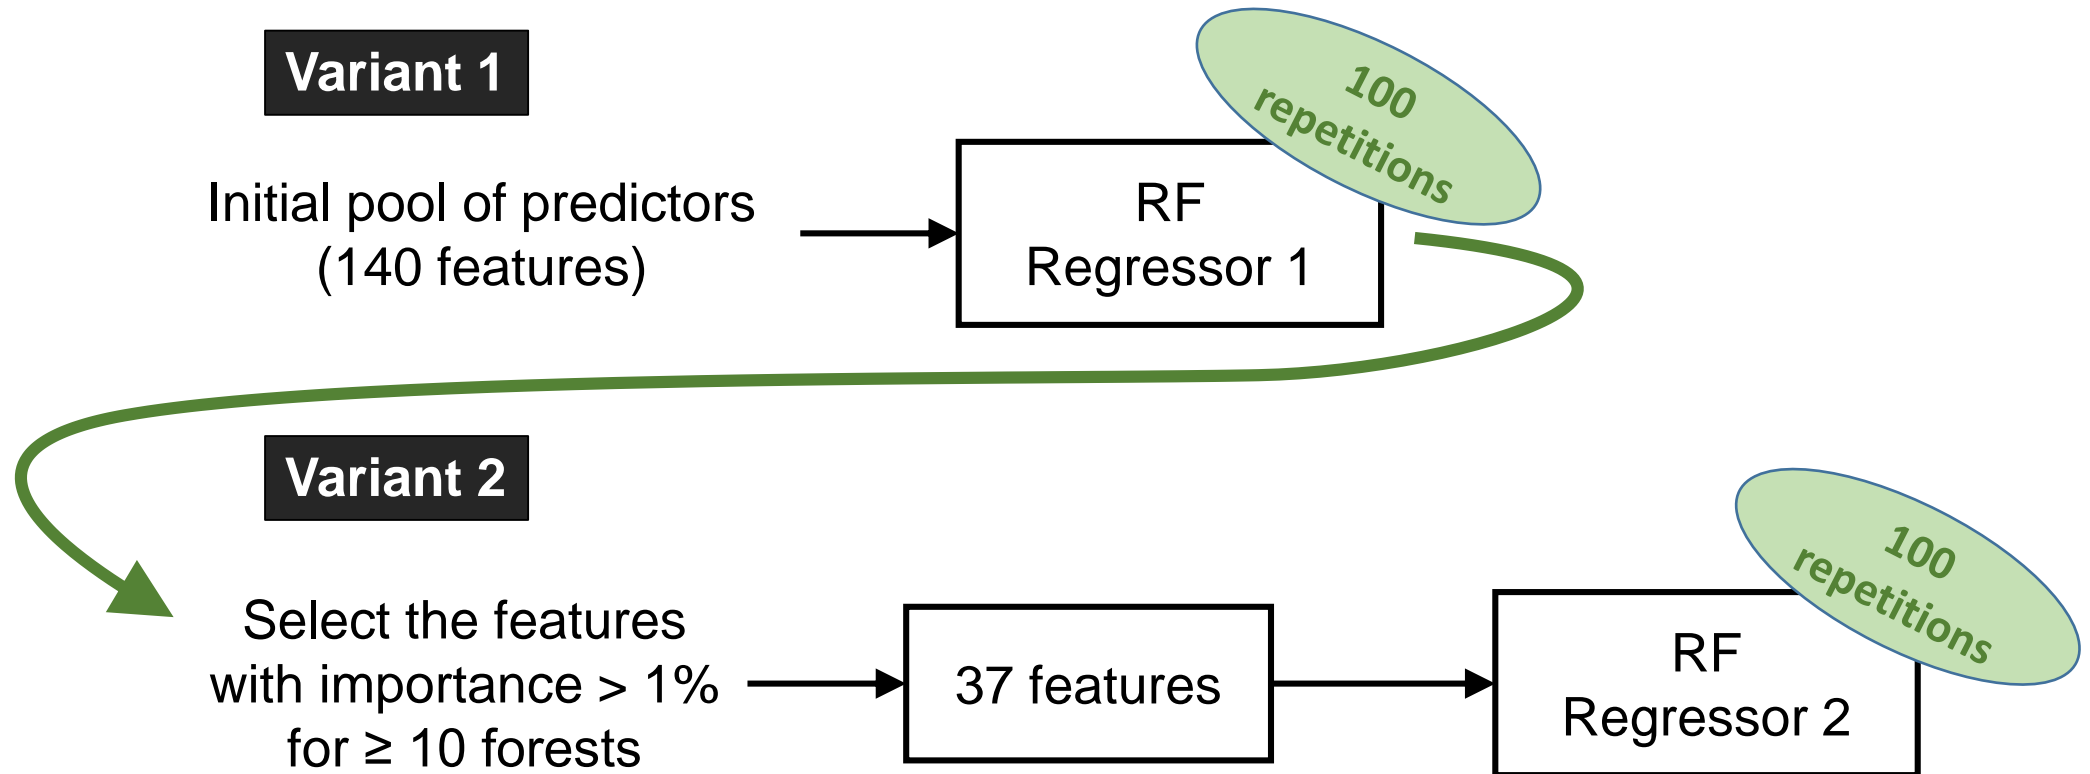 Variant 1
100
repetitions
Initial pool of predictors
(140 features)
RF
Regressor 1
Variant 2
100
repetitions
Select the features
with importance > 1%
for ≥ 10 forests
37 features
RF
Regressor 2